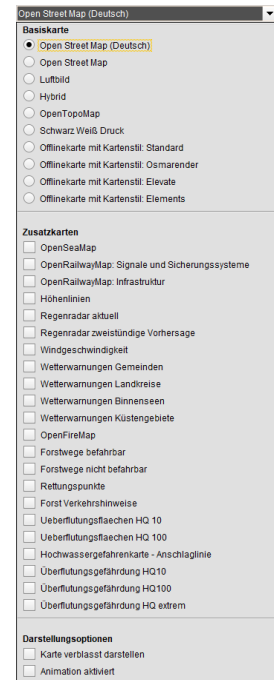 Open Street Map (Deutsch)
Basiskarte
Open Street Map (Deutsch)
Open Street Map
Luftbild
Hybrid
OpenTopoMap
Schwarz Weiß Druck
Offlinekarte mit Kartenstil: Standard
Offlinekarte mit Kartenstil: Osmarender
Offlinekarte mit Kartenstil: Elevate
Offlinekarte mit Kartenstil: Elements
Zusatzkarten
OpenSeaMap
OpenRailwayMap: Signale und Sicherungssysteme
OpenRailwayMap: Infrastruktur
Höhenlinien
Regenradar aktuell
Regenradar zweistündige Vorhersage
Windgeschwindigkeit
Wetterwarnungen Gemeinden
Wetterwarnungen Landkreise
Wetterwarnungen Binnenseen
Wetterwarnungen Küstengebiete
OpenFireMap
Forstwege befahrbar
Forstwege nicht befahrbar
Rettungspunkte
Forst Verkehrshinweise
Ueberflutungsflaechen HQ 10
Ueberflutungsflaechen HQ 100
Hochwassergefahrenkarte - Anschlaglinie
Überflutungsgefährdung HQ10
Überflutungsgefährdung HQ100
Überflutungsgefährdung HQ extrem
Darstellungsoptionen
Karte verblasst darstellen
Animation aktiviert